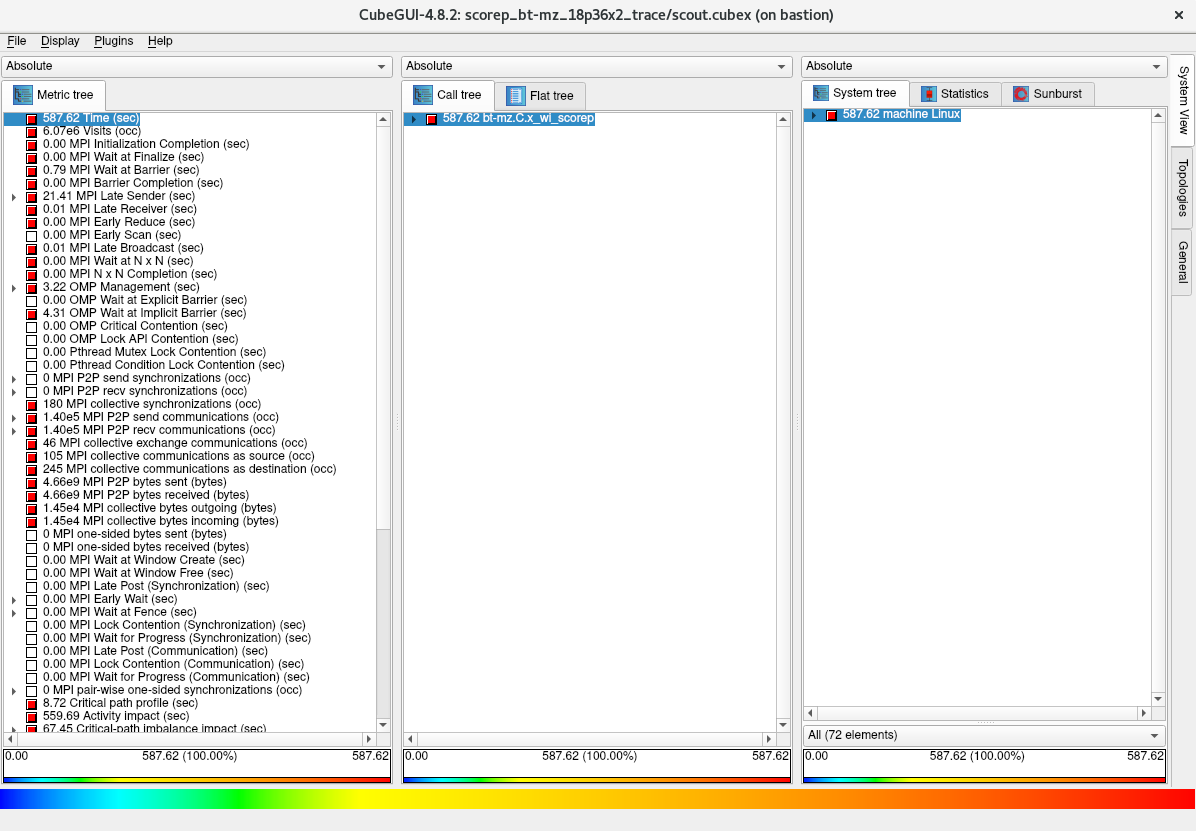 CubeGUI-4.8.2: scorep_bt-mz_18p36x2_trace/scout.cubex (on bastion)
File Display Plugins Help
Absolute
Metric tree
587.62 Time (sec)
6.07e6 Visits (occ)
0.00 MPI Initialization Completion (sec)
0.00 MPI Wait at Finalize (sec)
0.79 MPI Wait at Barrier (sec)
0.00 MPI Barrier Completion (sec)
21.41 MPI Late Sender (sec)
0.01 MPI Late Receiver (sec)
0.00 MPI Early Reduce (sec)
0.00 MPI Early Scan (sec)
0.01 MPI Late Broadcast (sec)
0.00 MPI Wait at N x N (sec)
0.00 MPI N x N Completion (sec)
3.22 OMP Management (sec)
0.00 OMP Wait at Explicit Barrier (sec)
4.31 OMP Wait at Implicit Barrier (sec)
0.00 OMP Critical Contention (sec)
0.00 OMP Lock API Contention (sec)
0.00 Pthread Mutex Lock Contention (sec)
0.00 Pthread Condition Lock Contention (sec)
0 MPI P2P send synchronizations (occ)
0 MPI P2P recv synchronizations (occ)
180 MPI collective synchronizations (occ)
1.40e5 MPI P2P send communications (occ)
1.40e5 MPI P2P recv communications (occ)
46 MPI collective exchange communications (occ)
105 MPI collective communications as source (occ)
245 MPI collective communications as destination (occ)
4.66e9 MPI P2P bytes sent (bytes)
4.66e9 MPI P2P bytes received (bytes)
1.45e4 MPI collective bytes outgoing (bytes)
1.45e4 MPI collective bytes incoming (bytes)
0 MPI one-sided bytes sent (bytes)
0 MPI one-sided bytes received (bytes)
0.00 MPI Wait at Window Create (sec)
0.00 MPI Wait at Window Free (sec)
0.00 MPI Late Post (Synchronization) (sec)
0.00 MPI Early Wait (sec)
0.00 MPI Wait at Fence (sec)
0.00 MPI Lock Contention (Synchronization) (sec)
0.00 MPI Wait for Progress (Synchronization) (sec)
0.00 MPI Late Post (Communication) (sec)
0.00 MPI Lock Contention (Communication) (sec)
0.00 MPI Wait for Progress (Communication) (sec)
0 MPI pair-wise one-sided synchronizations (occ)
8.72 Critical path profile (sec)
559.69 Activity impact (sec)
67.45 Critical-path imbalance impact (sec)
0.00 587.62 (100.00%) 587.62
Absolute
Call tree Flat tree
587.62 bt-mz.C.x_wi_scorep
0.00 587.62 (100.00%) 587.62
Absolute
System tree Statistics Sunburst
587.62 machine Linux
All (72 elements)
0.00 587.62 (100.00%) 587.62
System View
Topologies
General